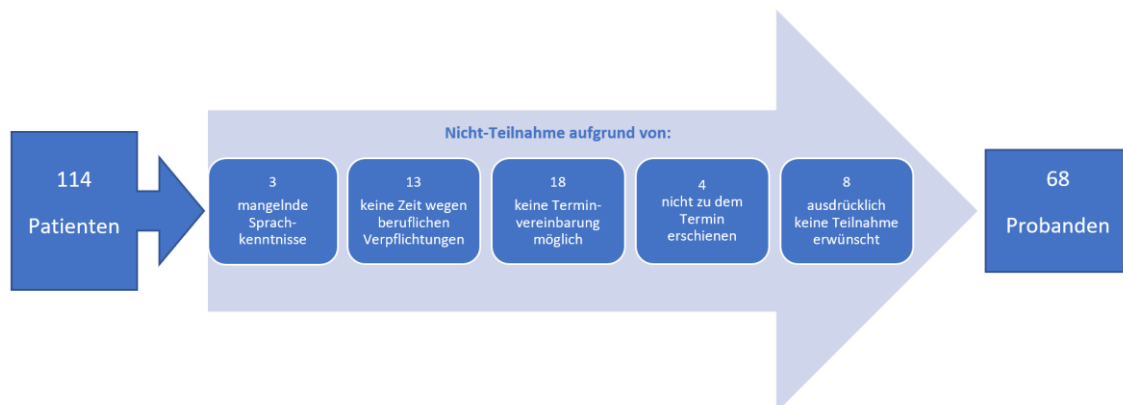 Nicht-Teilnahme aufgrund von:
114
Patienten
3
mangelnde
Sprach-
kenntnisse
13
keine Zeit wegen
beruflichen
Verpflichtungen
18
keine Termin-
vereinbarung
möglich
4
nicht zu dem
Termin
erschienen
8
ausdrücklich
keine Teilnahme
erwünscht
68
Probanden